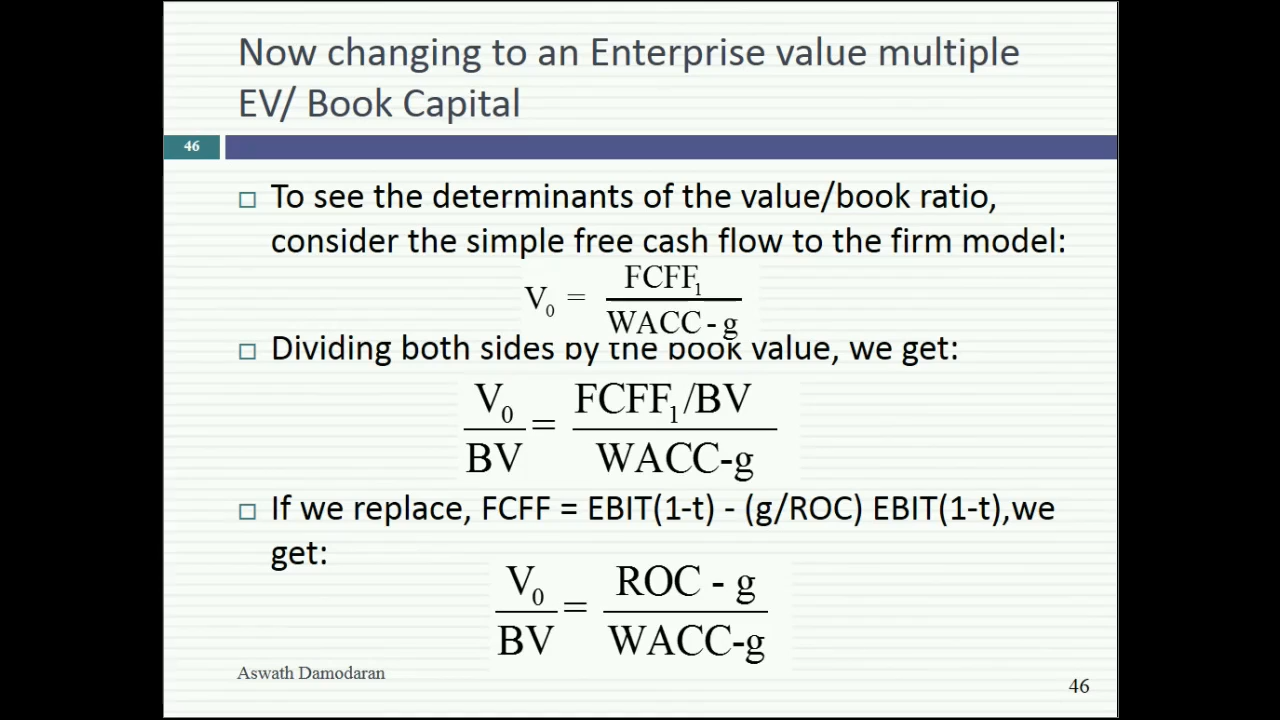 Now changing to an Enterprise value multiple
EV/ Book Capital
46
□ To see the determinants of the value/book ratio,
consider the simple free cash flow to the firm model:
V₀ = FCFF₁ / WACC - g
□ Dividing both sides by the book value, we get:
V₀/BV = FCFF₁/BV / WACC-g
□ If we replace, FCFF = EBIT(1-t) - (g/ROC) EBIT(1-t),we
get:
V₀/BV = ROC - g / WACC-g
Aswath Damodaran
46